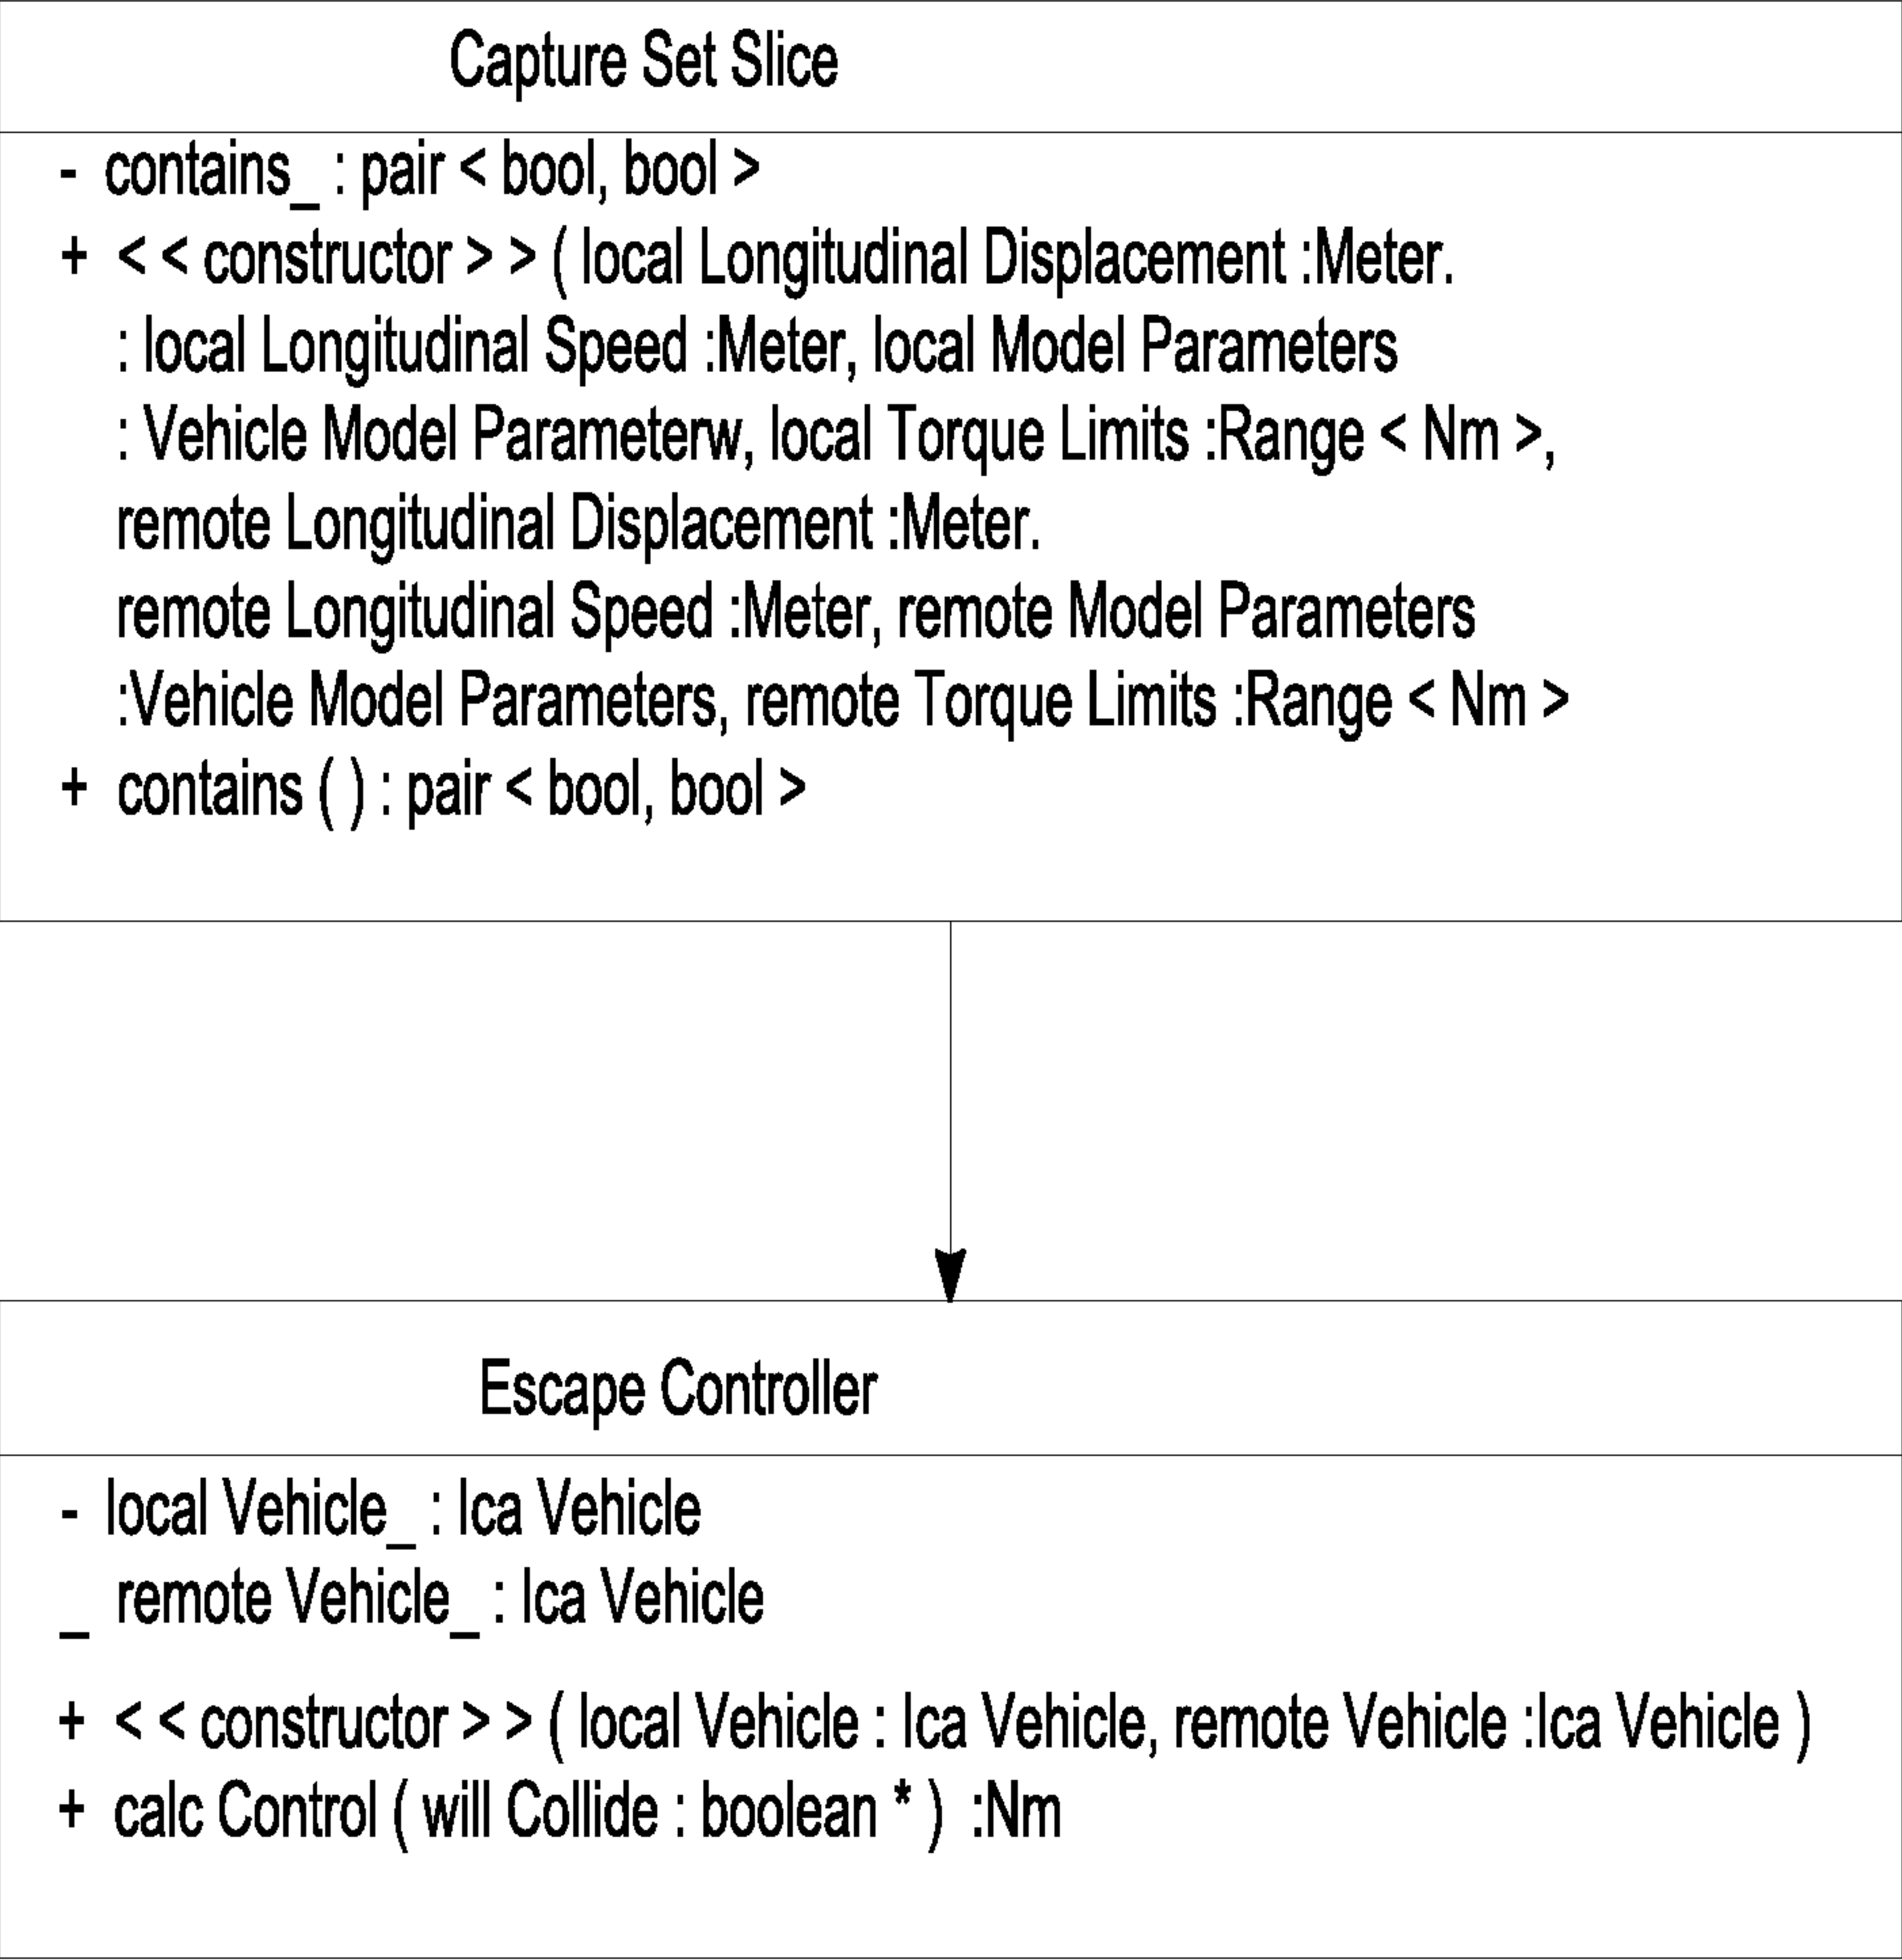 Capture Set Slice
- contains_ : pair < bool, bool >
+ < < constructor > > ( local Longitudinal Displacement :Meter.
: local Longitudinal Speed :Meter, local Model Parameters
: Vehicle Model Parameterw, local Torque Limits :Range < Nm >,
remote Longitudinal Displacement :Meter.
remote Longitudinal Speed :Meter, remote Model Parameters
:Vehicle Model Parameters, remote Torque Limits :Range < Nm >
+ contains ( ) : pair < bool, bool >
Escape Controller
- local Vehicle_ : Ica Vehicle
_ remote Vehicle_ : Ica Vehicle
+ < < constructor > > ( local Vehicle : Ica Vehicle, remote Vehicle :Ica Vehicle )
+ calc Control ( will Collide : boolean * ) :Nm